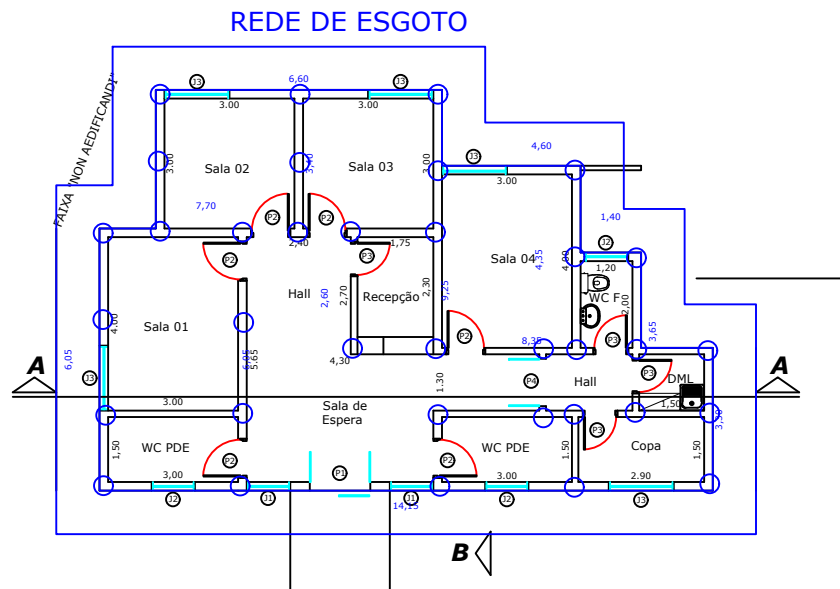 REDE DE ESGOTO
FAIXA "NON AEDIFICANDI"
J3
6,60
J3
3.00
3.00
3.00
Sala 02
3,40
Sala 03
3.00
J3
4,60
3.00
7,70
P2
P2
2,40
1,75
P2
P3
Hall
2,60
2,70
Recepção
2,30
9,25
Sala 04
4,35
4,00
1,40
J2
1,20
WC F
2,00
Sala 01
4.00
6,05
5.65
4,30
P2
8,35
P3
3,65
6,05
A
J3
3.00
1.30
P4
Hall
P3
DML
1,50
A
Sala de
Espera
3,50
WC PDE
1,50
P2
P1
P2
WC PDE
1.50
P3
Copa
1,50
3,00
3.00
2.90
J2
J1
J1
J2
J3
14,15
B